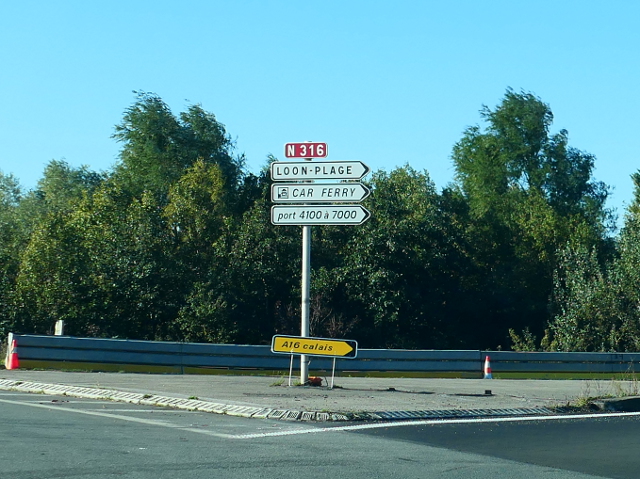 N 316
LOON-PLAGE
CAR FERRY
port 4100 à 7000
A16 calais